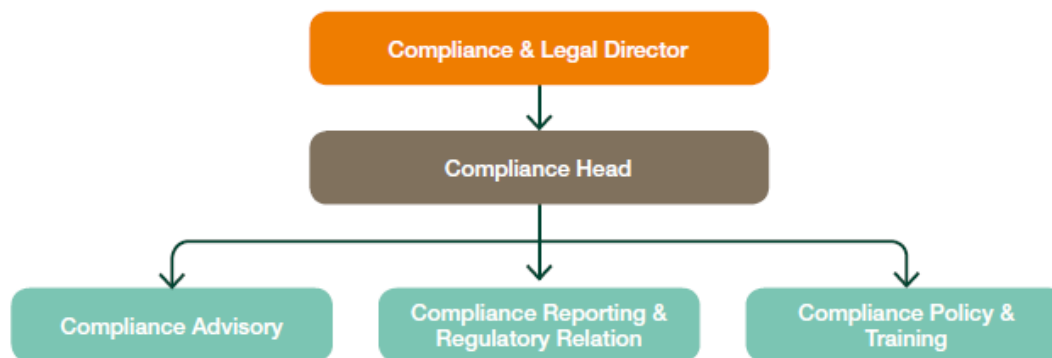 Compliance & Legal Director
Compliance Head
Compliance Advisory
Compliance Reporting &
Regulatory Relation
Compliance Policy &
Training